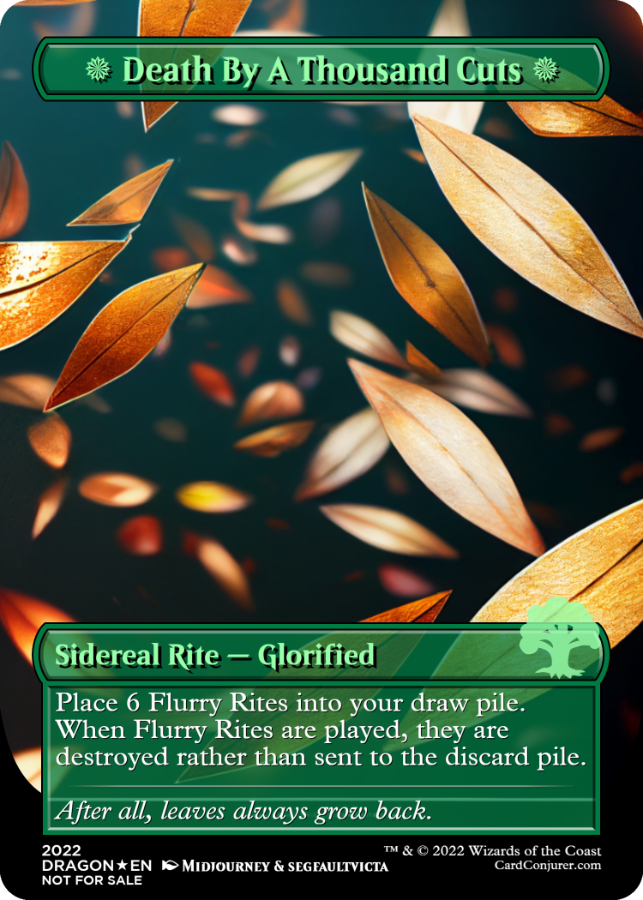 Death By A Thousand Cuts
Sidereal Rite — Glorified
Place 6 Flurry Rites into your draw pile.
When Flurry Rites are played, they are
destroyed rather than sent to the discard pile.
After all, leaves always grow back.
2022
DRAGON★EN Midjourney & segfaultvicta
NOT FOR SALE
™ & © 2022 Wizards of the Coast
CardConjurer.com